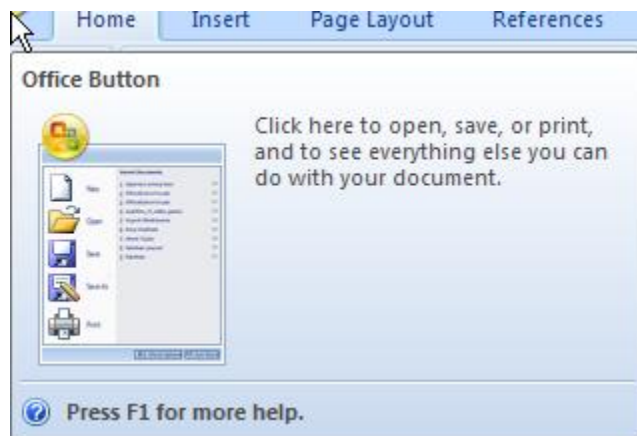 Home Insert Page Layout References
Office Button
Click here to open, save, or print,
and to see everything else you can
do with your document.
New
Open
Save
Save As
Print
Press F1 for more help.